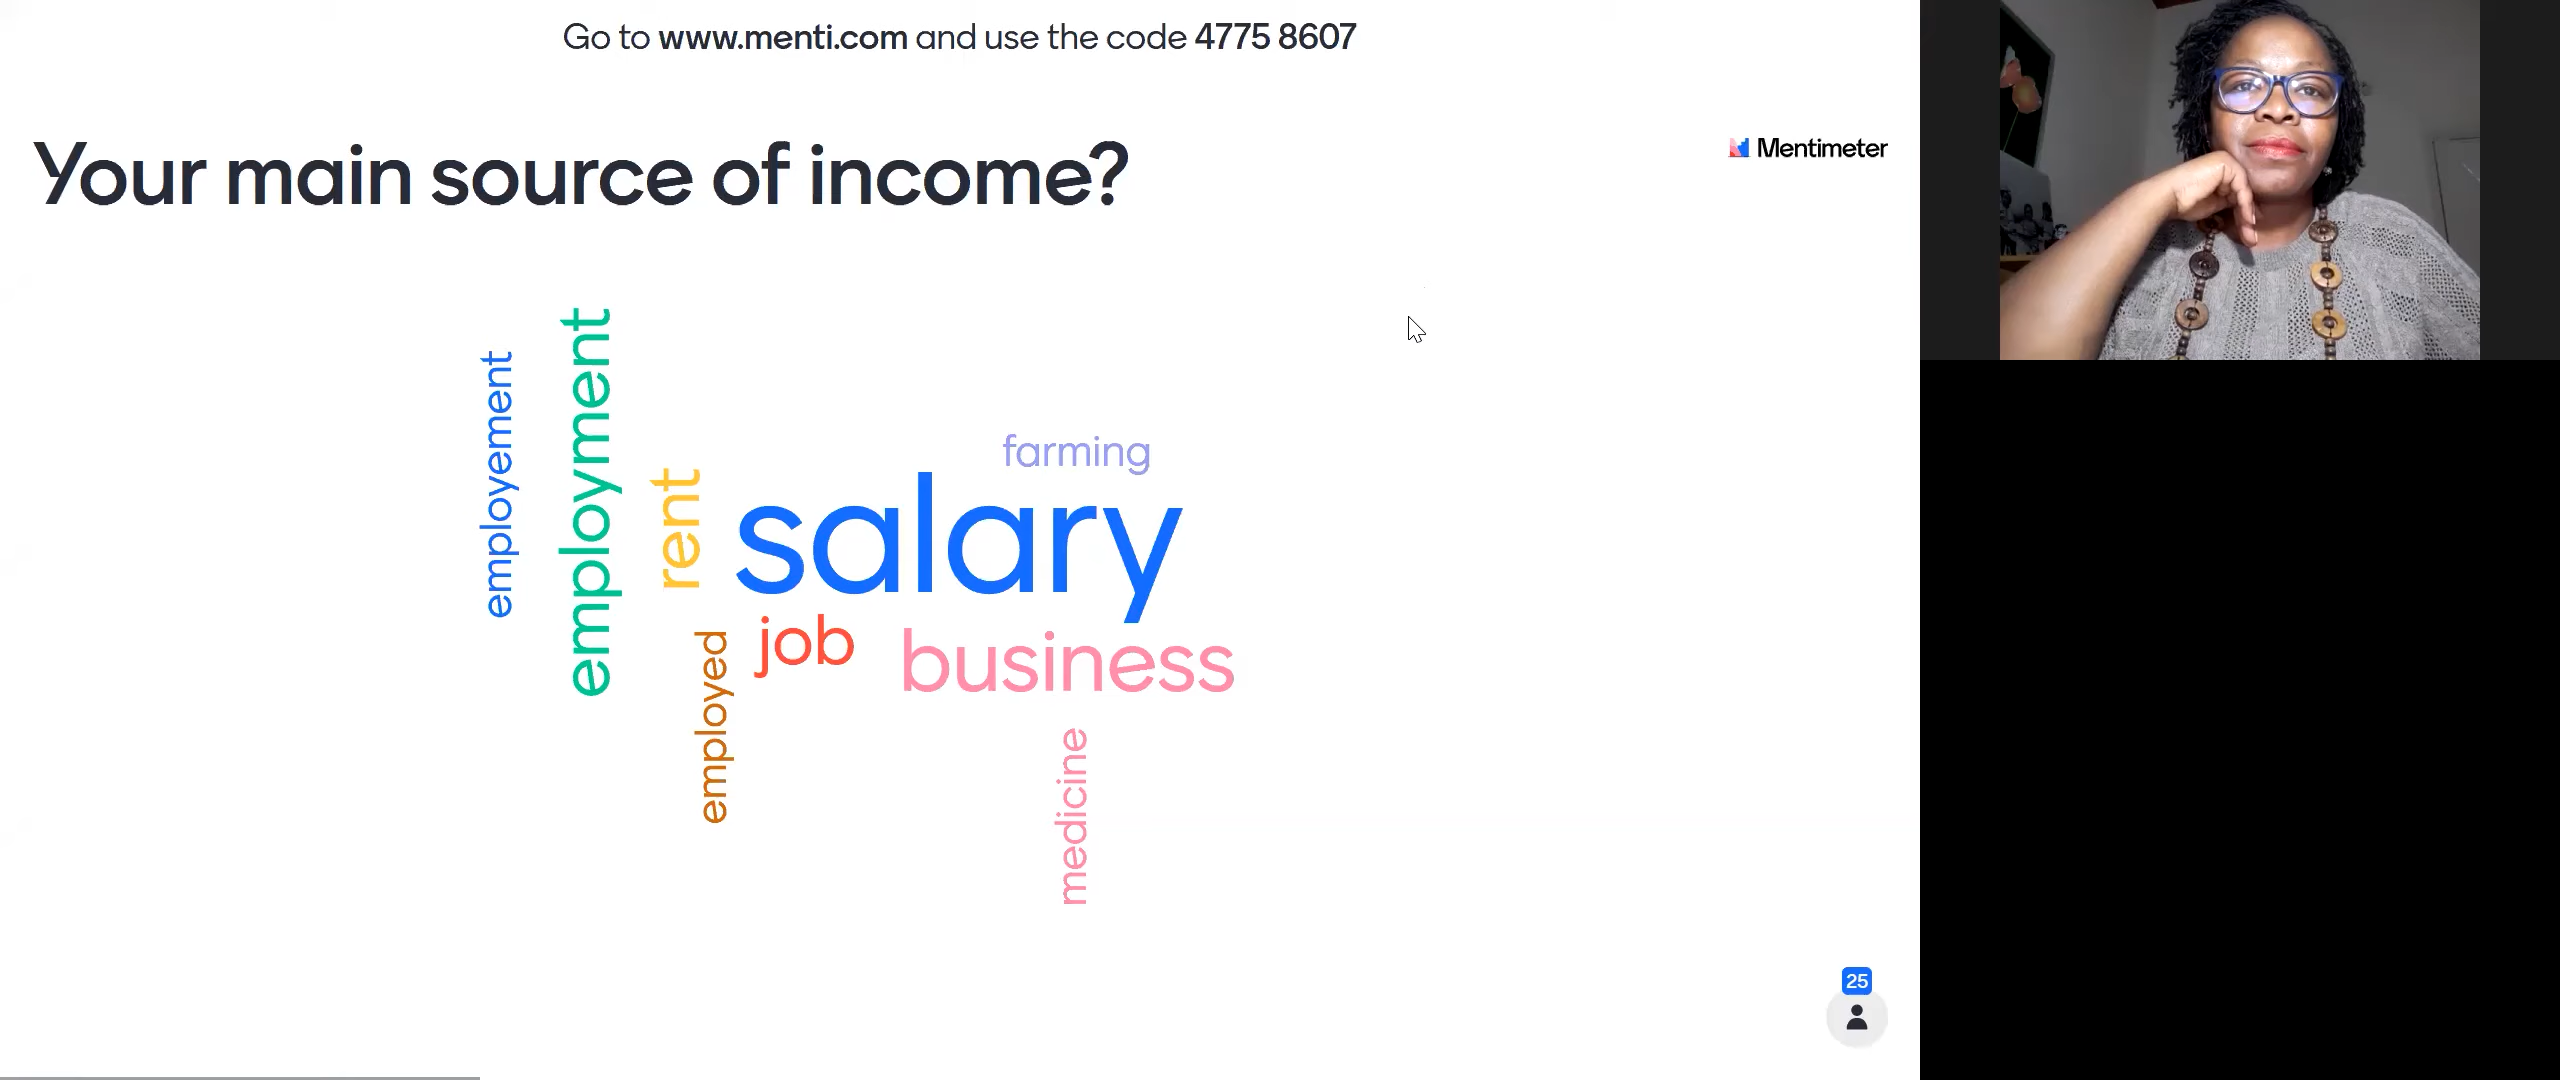 Go to www.menti.com and use the code 4775 8607
Your main source of income?
Mentimeter
employement
employment
rent
farming
salary
job
business
employed
medicine
25